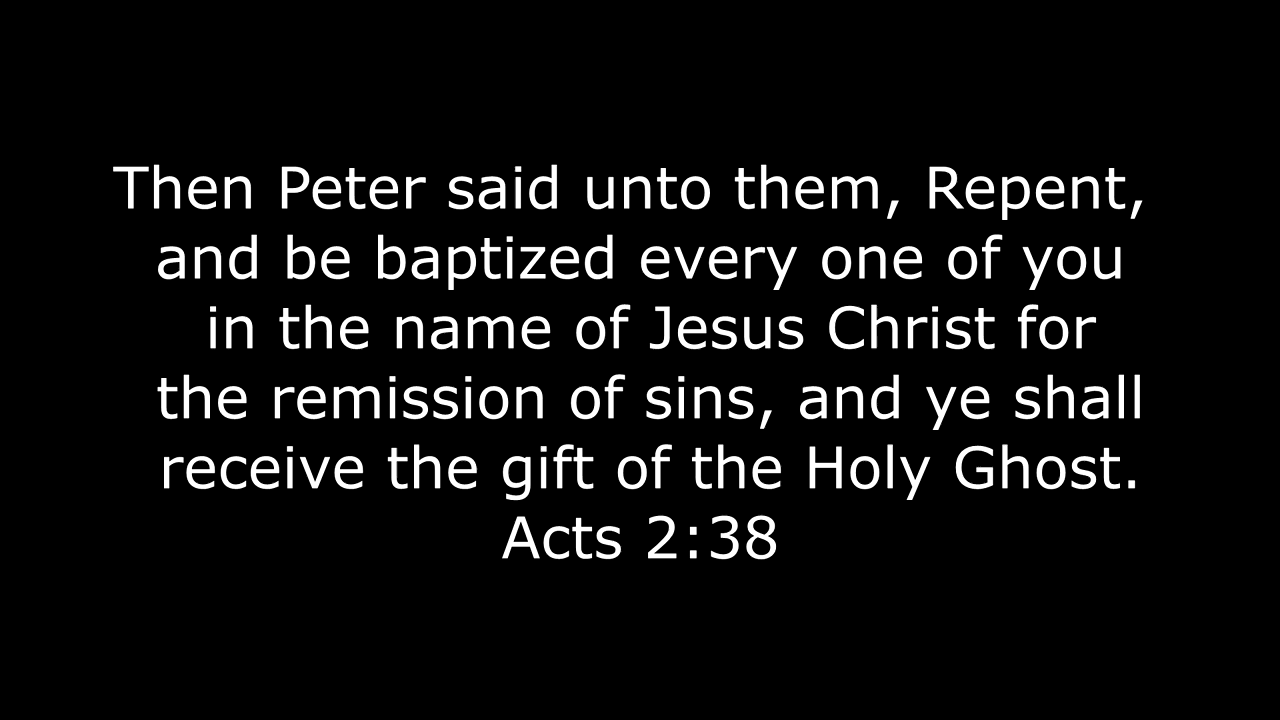 Then Peter said unto them, Repent,
and be baptized every one of you
in the name of Jesus Christ for
the remission of sins, and ye shall
receive the gift of the Holy Ghost.
Acts 2:38